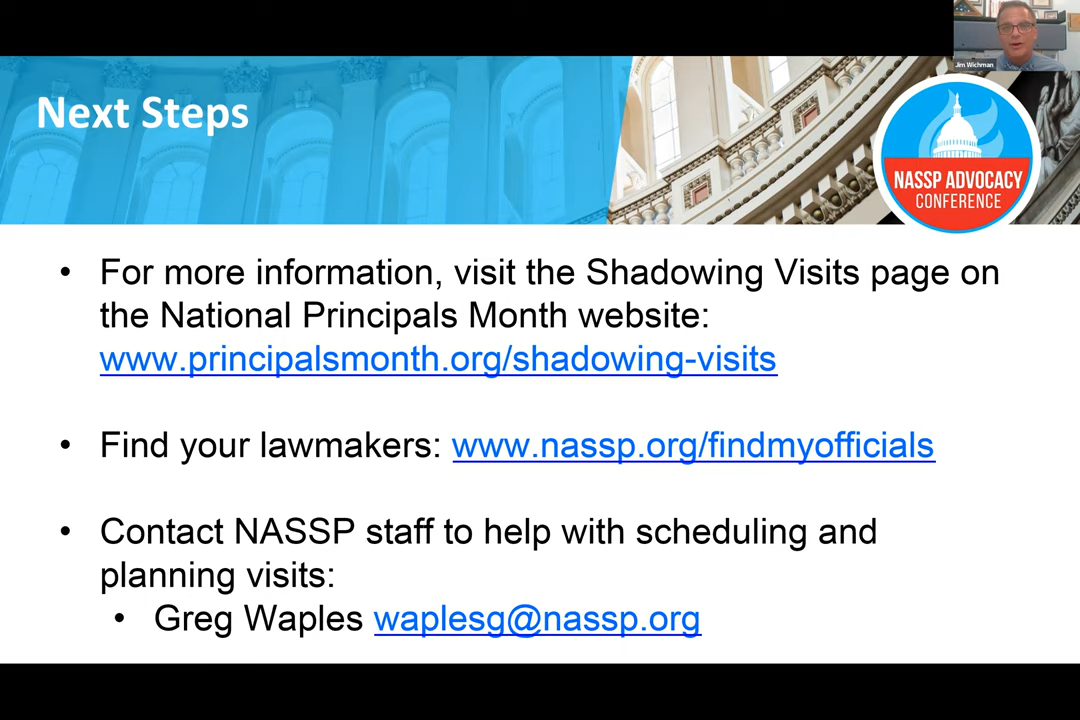 Jim Wichman
Next Steps
NASSP ADVOCACY
CONFERENCE
• For more information, visit the Shadowing Visits page on
the National Principals Month website:
www.principalsmonth.org/shadowing-visits
• Find your lawmakers: www.nassp.org/findmyofficials
• Contact NASSP staff to help with scheduling and
planning visits:
• Greg Waples waplesg@nassp.org